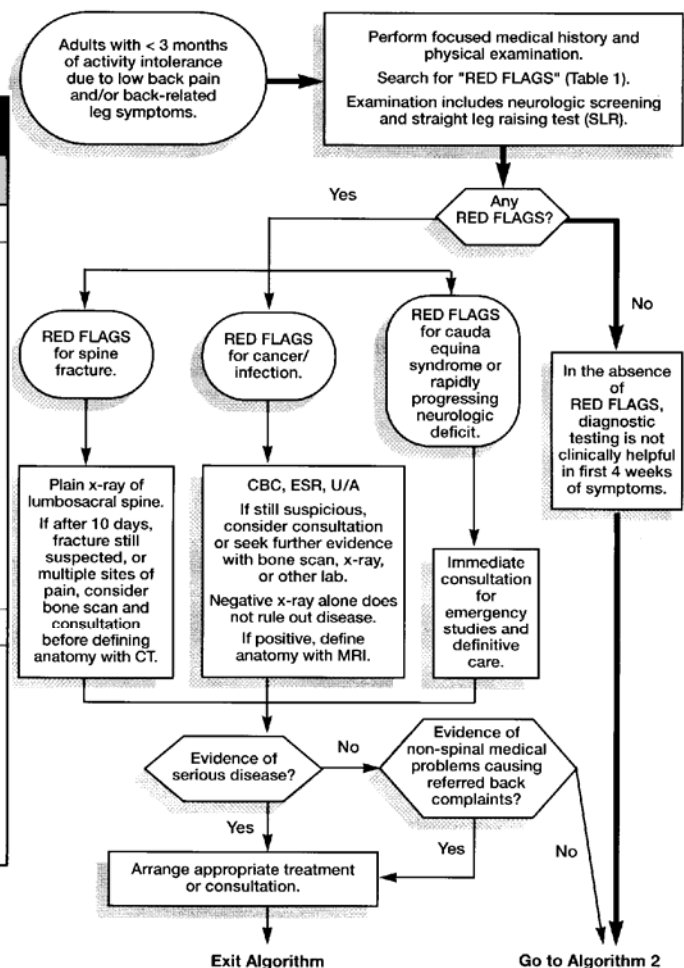 Adults with < 3 months
of activity intolerance
due to low back pain
and/or back-related
leg symptoms.
Perform focused medical history and
physical examination.
Search for "RED FLAGS" (Table 1).
Examination includes neurologic screening
and straight leg raising test (SLR).
Any
RED FLAGS?
Yes
No
RED FLAGS
for spine
fracture.
RED FLAGS
for cancer/
infection.
RED FLAGS
for cauda
equina
syndrome or
rapidly
progressing
neurologic
deficit.
In the absence
of
RED FLAGS,
diagnostic
testing is not
clinically helpful
in first 4 weeks
of symptoms.
Plain x-ray of
lumbosacral spine.
If after 10 days,
fracture still
suspected, or
multiple sites of
pain, consider
bone scan and
consultation
before defining
anatomy with CT.
CBC, ESR, U/A
If still suspicious,
consider consultation
or seek further evidence
with bone scan, x-ray,
or other lab.
Negative x-ray alone does
not rule out disease.
If positive, define
anatomy with MRI.
Immediate
consultation
for
emergency
studies and
definitive
care.
Evidence of
serious disease?
No
Evidence of
non-spinal medical
problems causing
referred back
complaints?
Yes
Yes
No
Arrange appropriate treatment
or consultation.
Exit Algorithm
Go to Algorithm 2